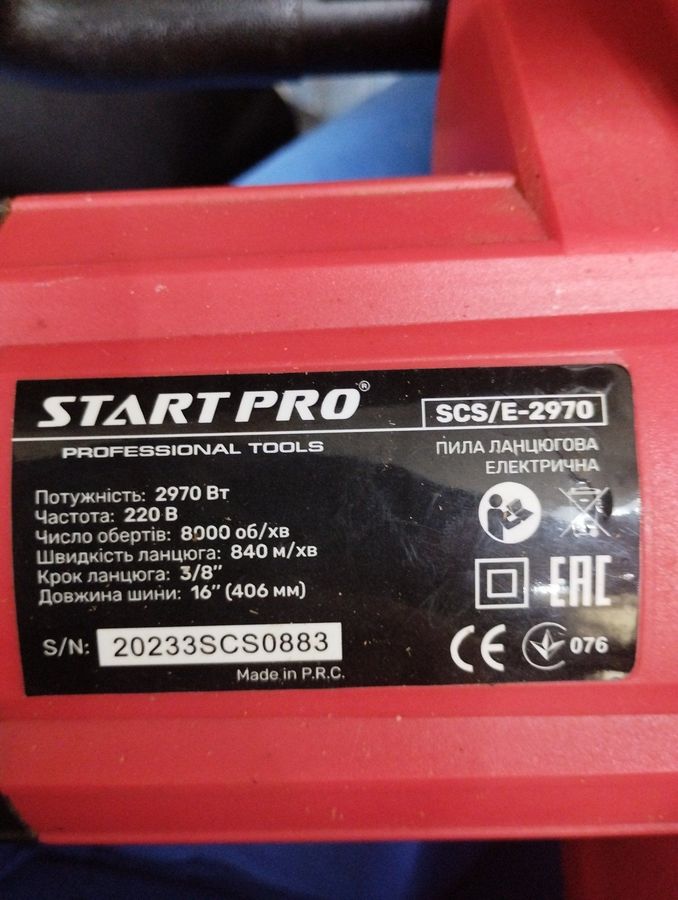 START PRO®
SCS/E-2970
PROFESSIONAL TOOLS
ПИЛА ЛАНЦЮГОВА
ЕЛЕКТРИЧНА
Потужність: 2970 Вт
Частота: 220 В
Число обертів: 8000 об/хв
Швидкість ланцюга: 840 м/хв
Крок ланцюга: 3/8"
Довжина шини: 16" (406 мм)
EAC
S/N: 20233SCS0883
CE 076
Made in P.R.C.